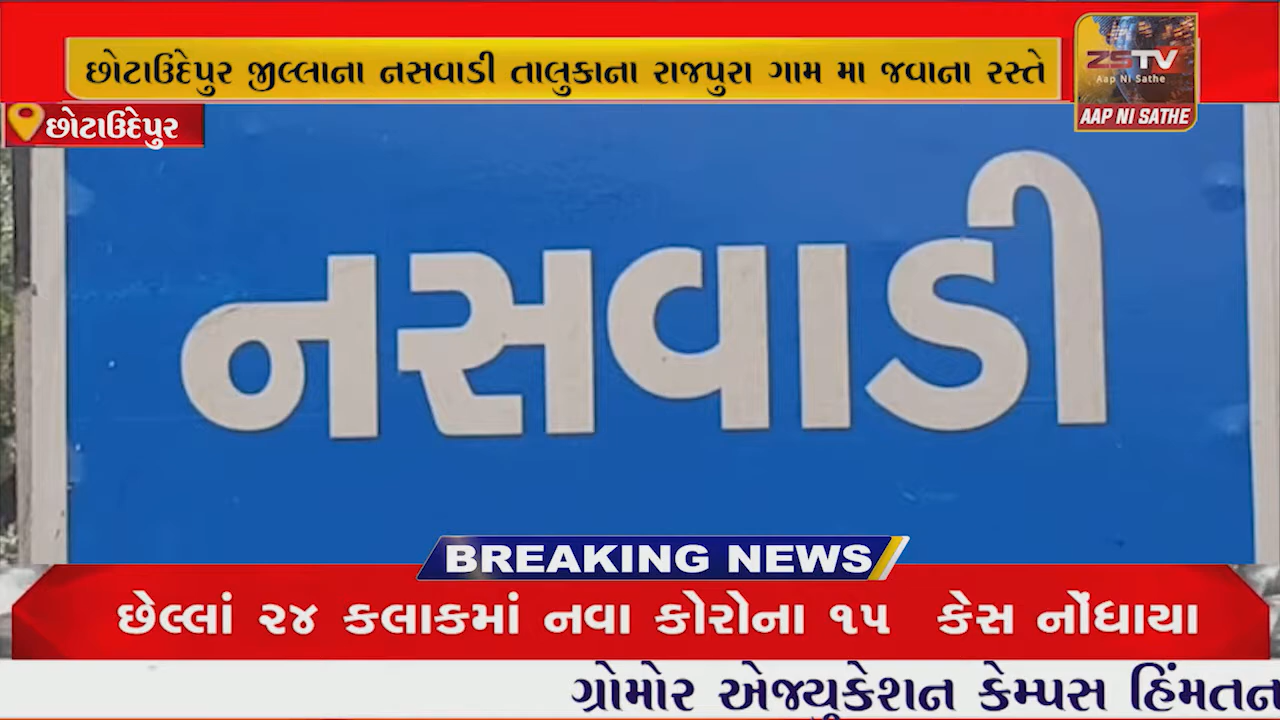 છોટાઉદેપુર જીલ્લાના નસવાડી તાલુકાના રાજપુરા ગામ મા જવાના રસ્તે
ZSTV
Aap Ni Sathe
AAP NI SATHE
છોટાઉદેપુર
નસવાડી
BREAKING NEWS
છેલ્લાં ૨૪ કલાકમાં નવા કોરોના ૧૫ કેસ નોંધાયા
ગ્રોમોર એજ્યુકેશન કેમ્પસ હિંમતન